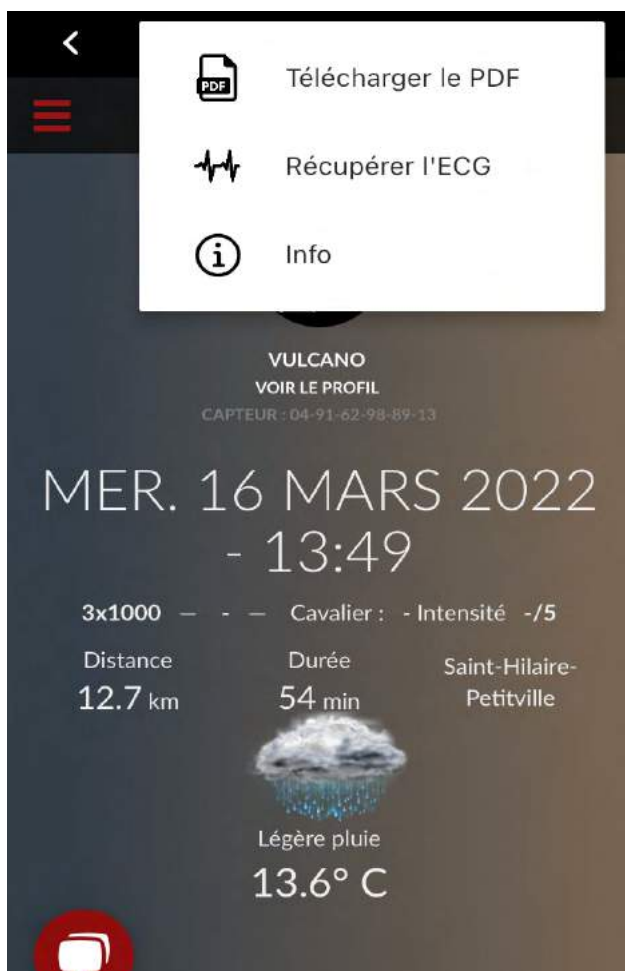 PDF
Télécharger le PDF
Récupérer l'ECG
Info
VULCANO
VOIR LE PROFIL
CAPTEUR : 04-91-62-98-89-13
MER. 16 MARS 2022
- 13:49
3x1000 — - — Cavalier : - Intensité -/5
Distance Durée Saint-Hilaire-
12.7 km 54 min Petitville
Légère pluie
13.6° C